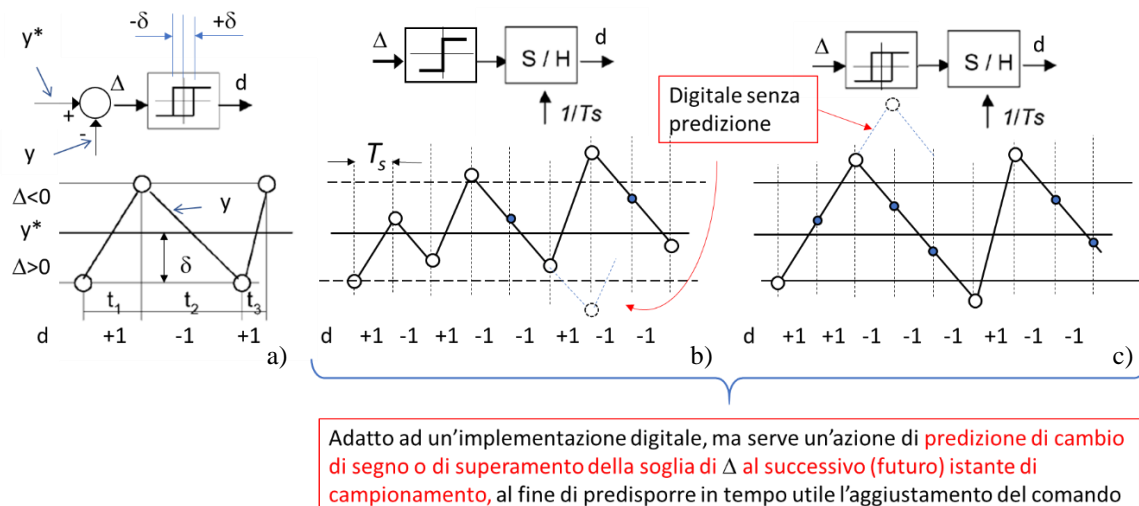 -δ +δ
y*
Δ
d
+
-
y
Δ<0
y*
Δ>0
y
δ
t1
t2
t3
d +1 -1 +1
a)
Δ
S / H
d
1/Ts
Digitale senza
predizione
Ts
d +1 -1 +1 -1 -1 +1 -1 -1
b)
Δ
S / H
d
1/Ts
d +1 +1 -1 -1 -1 +1 -1 -1
c)
Adatto ad un’implementazione digitale, ma serve un’azione di predizione di cambio
di segno o di superamento della soglia di Δ al successivo (futuro) istante di
campionamento, al fine di predisporre in tempo utile l’aggiustamento del comando